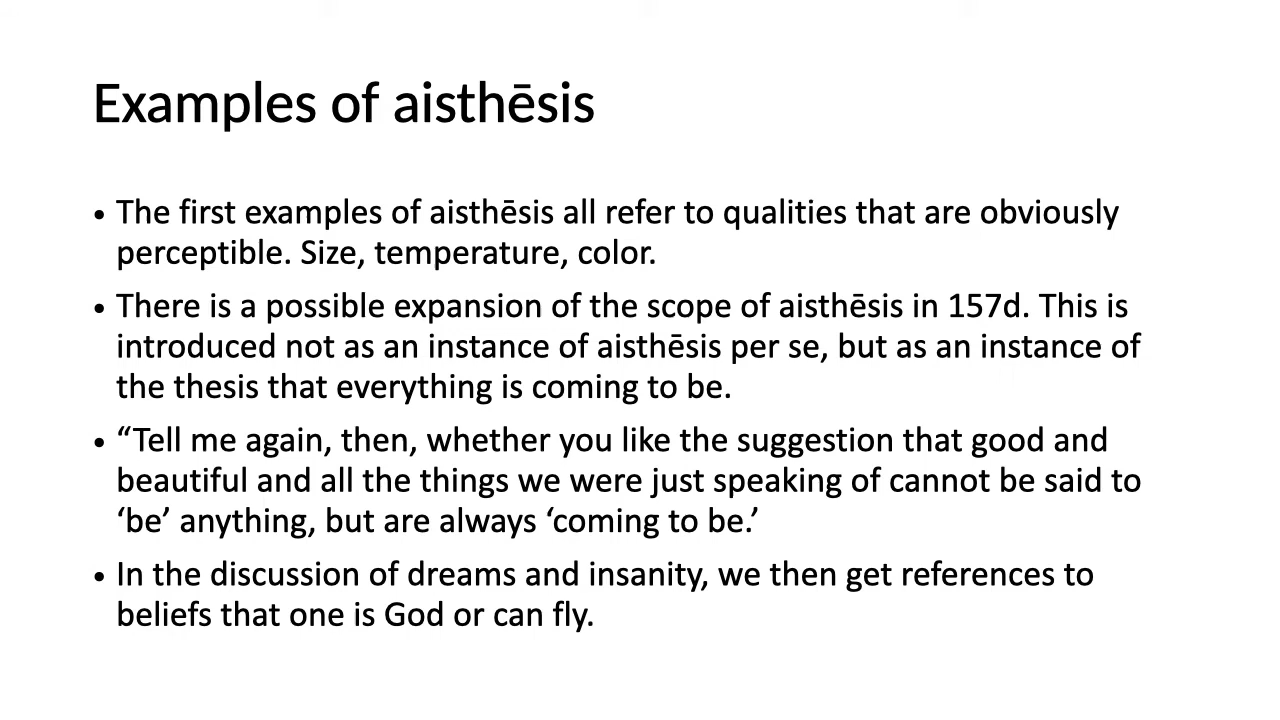 Examples of aisthēsis
• The first examples of aisthēsis all refer to qualities that are obviously
perceptible. Size, temperature, color.
• There is a possible expansion of the scope of aisthēsis in 157d. This is
introduced not as an instance of aisthēsis per se, but as an instance of
the thesis that everything is coming to be.
• “Tell me again, then, whether you like the suggestion that good and
beautiful and all the things we were just speaking of cannot be said to
‘be’ anything, but are always ‘coming to be.’
• In the discussion of dreams and insanity, we then get references to
beliefs that one is God or can fly.